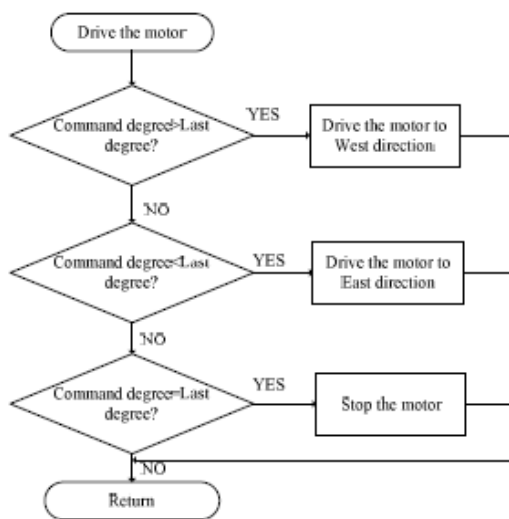 Drive the motor
Command degree>Last
degree?
YES
Drive the motor to
West direction
NO
Command degree<Last
degree?
YES
Drive the motor to
East direction
NO
Command degree=Last
degree?
YES
Stop the motor
NO
Return